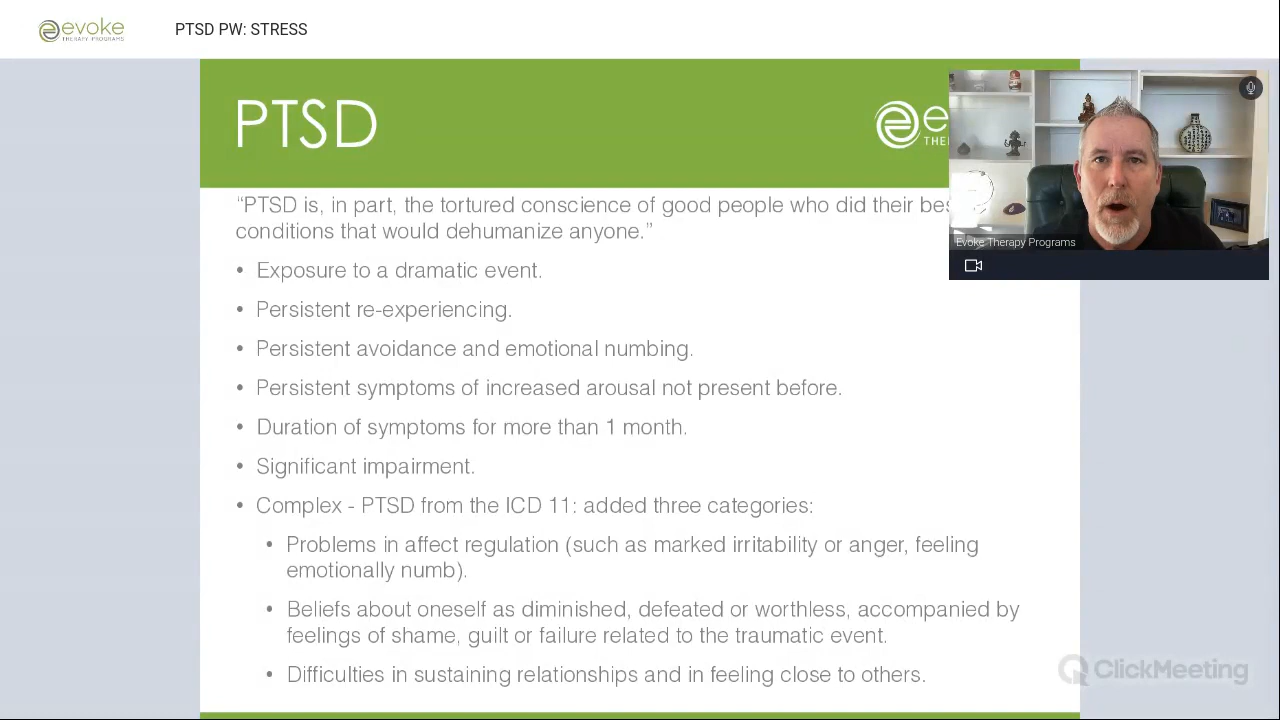 evoke
THERAPY PROGRAMS
PTSD PW: STRESS
PTSD
e
THE
“PTSD is, in part, the tortured conscience of good people who did their bes
conditions that would dehumanize anyone.”
• Exposure to a dramatic event.
• Persistent re-experiencing.
• Persistent avoidance and emotional numbing.
• Persistent symptoms of increased arousal not present before.
• Duration of symptoms for more than 1 month.
• Significant impairment.
• Complex - PTSD from the ICD 11: added three categories:
• Problems in affect regulation (such as marked irritability or anger, feeling
emotionally numb).
• Beliefs about oneself as diminished, defeated or worthless, accompanied by
feelings of shame, guilt or failure related to the traumatic event.
• Difficulties in sustaining relationships and in feeling close to others.
Evoke Therapy Programs
ClickMeeting